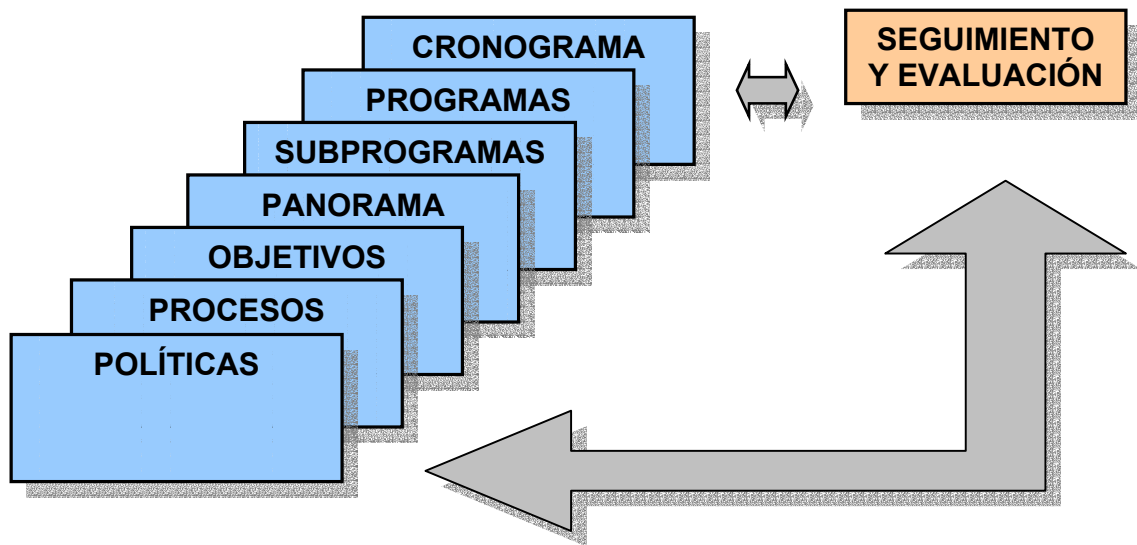 CRONOGRAMA
PROGRAMAS
SUBPROGRAMAS
PANORAMA
OBJETIVOS
PROCESOS
POLÍTICAS
SEGUIMIENTO
Y EVALUACIÓN